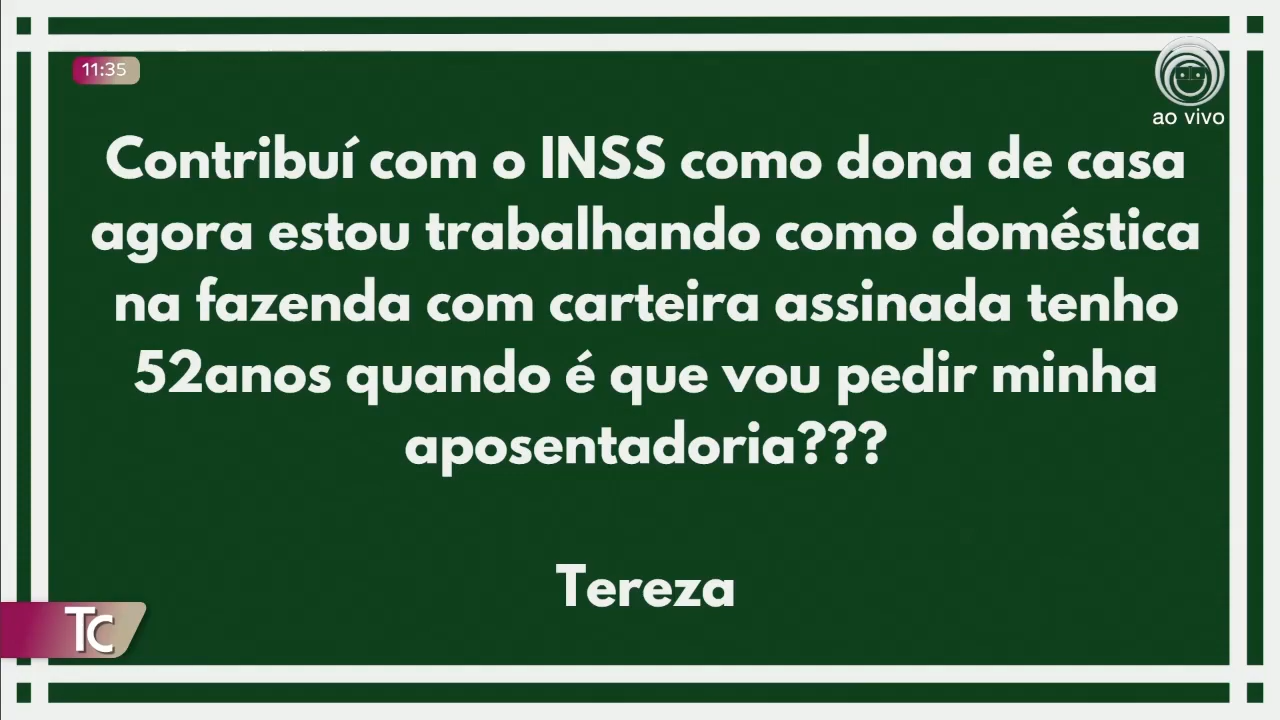 11:35
ao vivo
Contribuí com o INSS como dona de casa
agora estou trabalhando como doméstica
na fazenda com carteira assinada tenho
52anos quando é que vou pedir minha
aposentadoria???
Tereza
TC